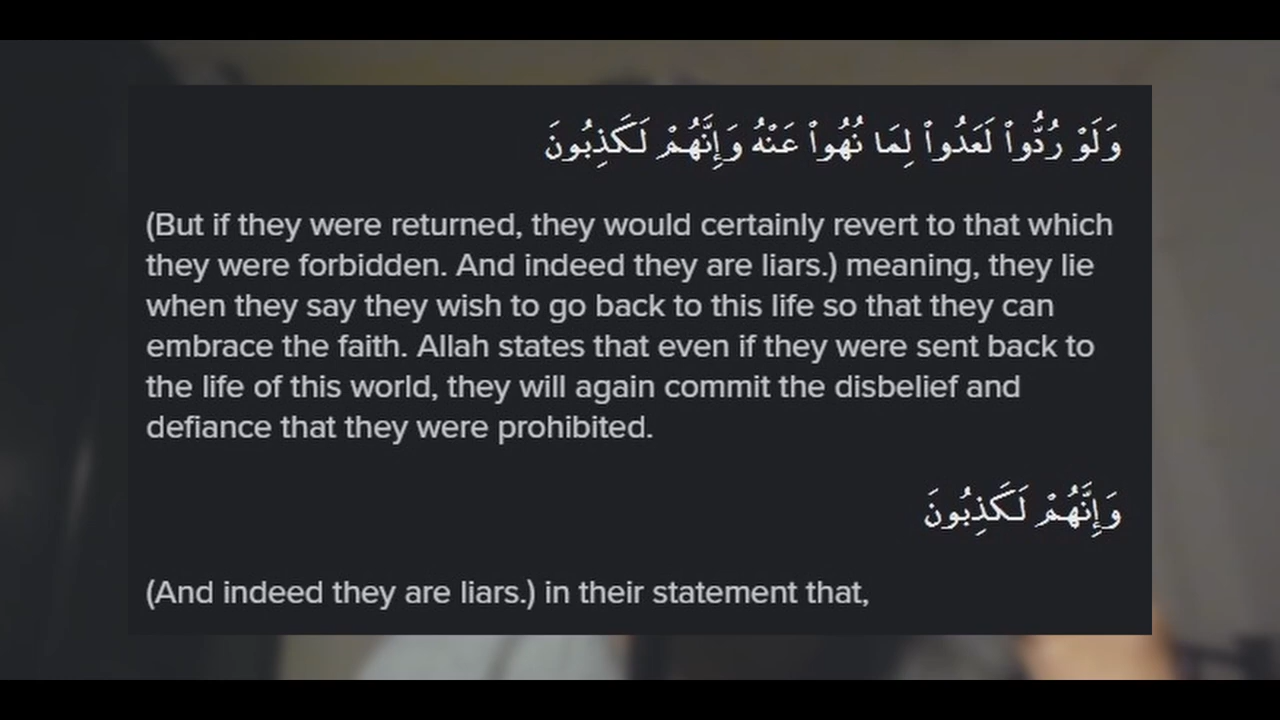 وَلَوْ رُدُّواْ لَعَدُواْ لِمَا نُهُواْ عَنْهُ وَإِنَّهُمْ لَكَذِبُونَ
(But if they were returned, they would certainly revert to that which
they were forbidden. And indeed they are liars.) meaning, they lie
when they say they wish to go back to this life so that they can
embrace the faith. Allah states that even if they were sent back to
the life of this world, they will again commit the disbelief and
defiance that they were prohibited.
وَإِنَّهُمْ لَكَذِبُونَ
(And indeed they are liars.) in their statement that,